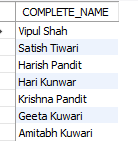 COMPLETE_NAME
Vipul Shah
Satish Tiwari
Harish Pandit
Hari Kunwar
Krishna Pandit
Geeta Kuwari
Amitabh Kuwari